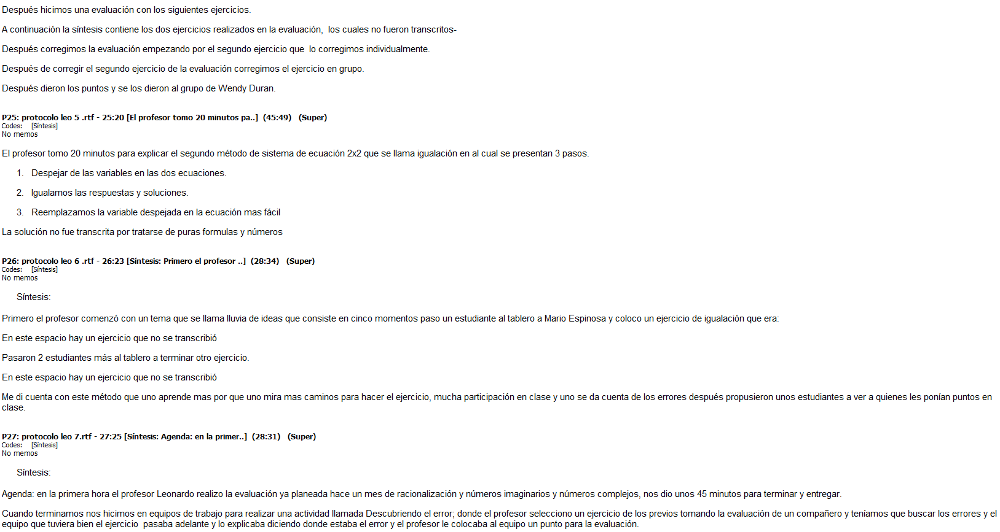 Después hicimos una evaluación con los siguientes ejercicios.
A continuación la síntesis contiene los dos ejercicios realizados en la evaluación,  los cuales no fueron transcritos-
Después corregimos la evaluación empezando por el segundo ejercicio que  lo corregimos individualmente.
Después de corregir el segundo ejercicio de la evaluación corregimos el ejercicio en grupo.
Después dieron los puntos y se los dieron al grupo de Wendy Duran.
P25: protocolo leo 5 .rtf - 25:20 [El profesor tomo 20 minutos pa..]  (45:49)   (Super)
Codes:    [Síntesis]
No memos
El profesor tomo 20 minutos para explicar el segundo método de sistema de ecuación 2x2 que se llama igualación en al cual se presentan 3 pasos.
1.   Despejar de las variables en las dos ecuaciones.
2.   Igualamos las respuestas y soluciones.
3.   Reemplazamos la variable despejada en la ecuación mas fácil
La solución no fue transcrita por tratarse de puras formulas y números
P26: protocolo leo 6 .rtf - 26:23 [Síntesis: Primero el profesor ..]  (28:34)   (Super)
Codes:    [Síntesis]
No memos
Síntesis:
Primero el profesor comenzó con un tema que se llama lluvia de ideas que consiste en cinco momentos paso un estudiante al tablero a Mario Espinosa y coloco un ejercicio de igualación que era:
En este espacio hay un ejercicio que no se transcribió
Pasaron 2 estudiantes más al tablero a terminar otro ejercicio.
En este espacio hay un ejercicio que no se transcribió
Me di cuenta con este método que uno aprende mas por que uno mira mas caminos para hacer el ejercicio, mucha participación en clase y uno se da cuenta de los errores después propusieron unos estudiantes a ver a quienes les ponían puntos en
clase.
P27: protocolo leo 7.rtf - 27:25 [Síntesis: Agenda: en la primer..]  (28:31)   (Super)
Codes:    [Síntesis]
No memos
Síntesis:
Agenda: en la primera hora el profesor Leonardo realizo la evaluación ya planeada hace un mes de racionalización y números imaginarios y números complejos, nos dio unos 45 minutos para terminar y entregar.
Cuando terminamos nos hicimos en equipos de trabajo para realizar una actividad llamada Descubriendo el error; donde el profesor selecciono un ejercicio de los previos tomando la evaluación de un compañero y teníamos que buscar los errores y el
equipo que tuviera bien el ejercicio  pasaba adelante y lo explicaba diciendo donde estaba el error y el profesor le colocaba al equipo un punto para la evaluación.